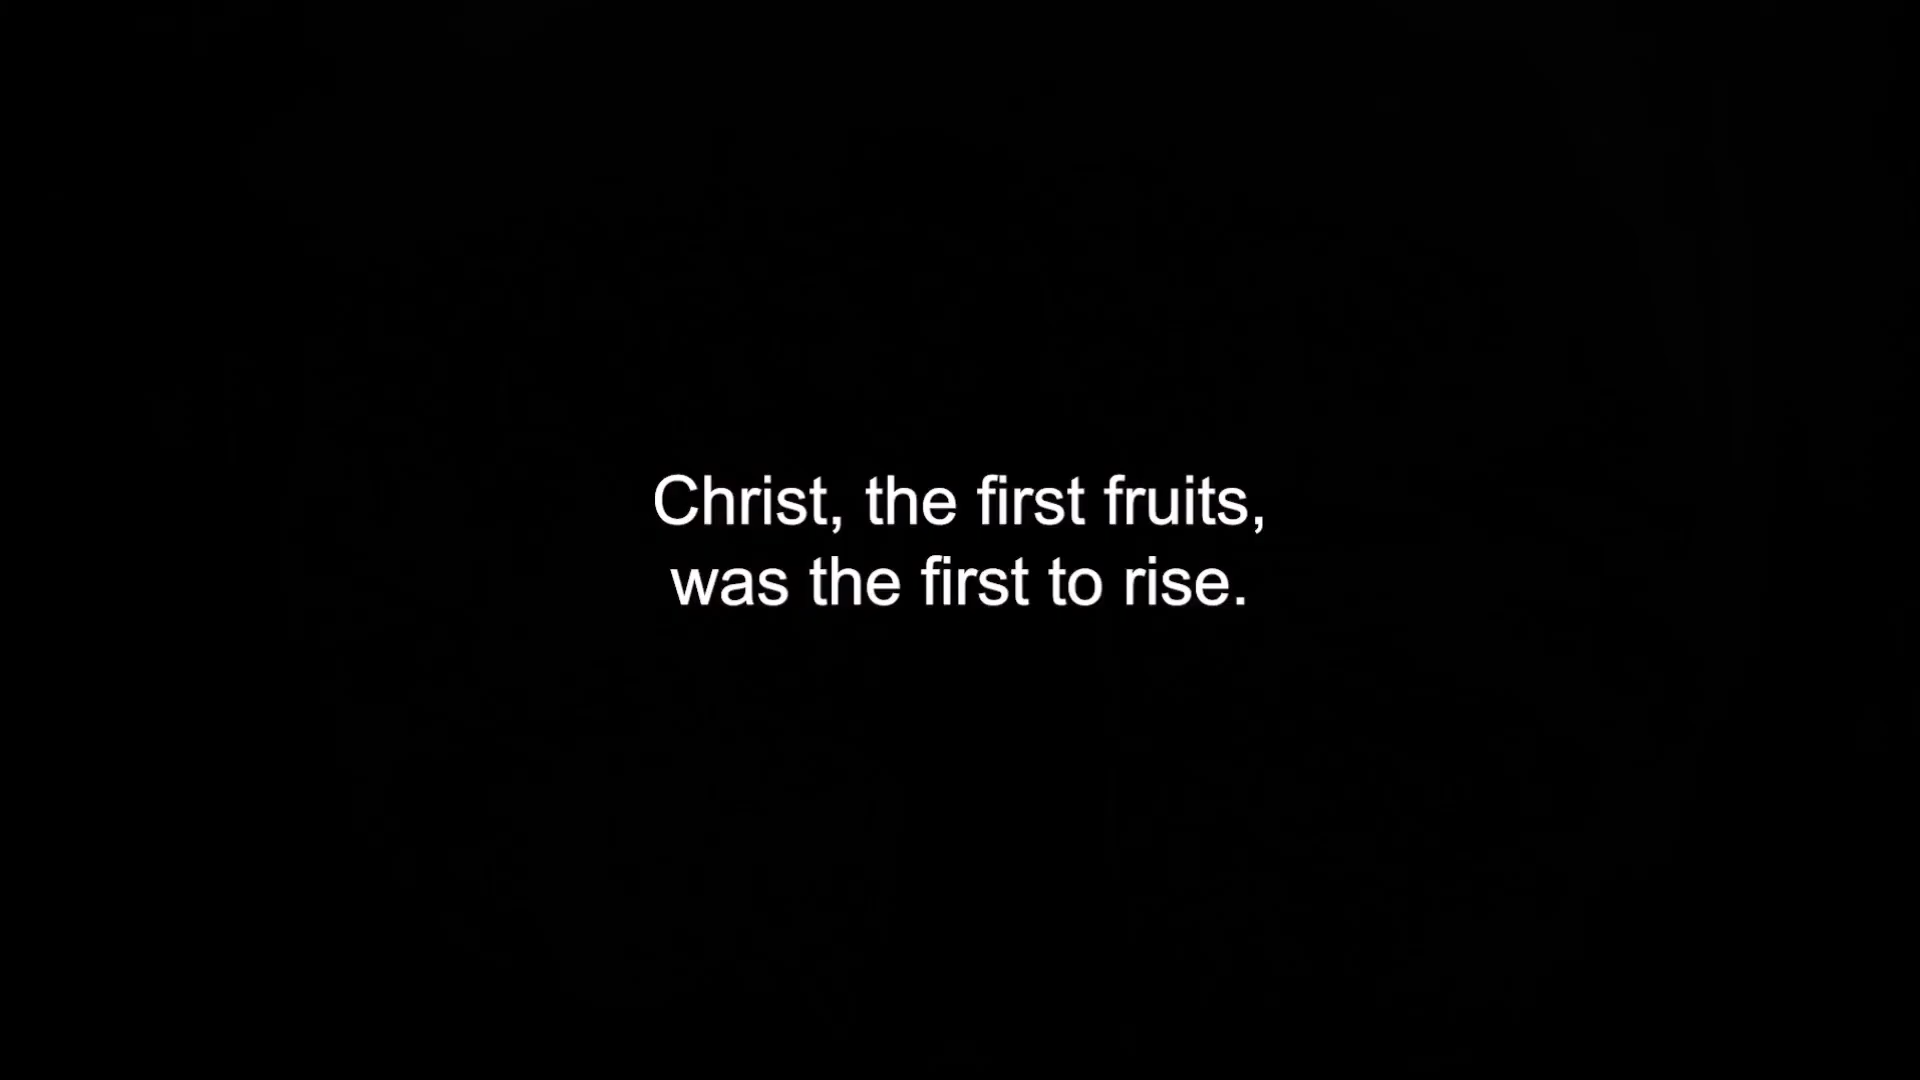 Christ, the first fruits,
was the first to rise.